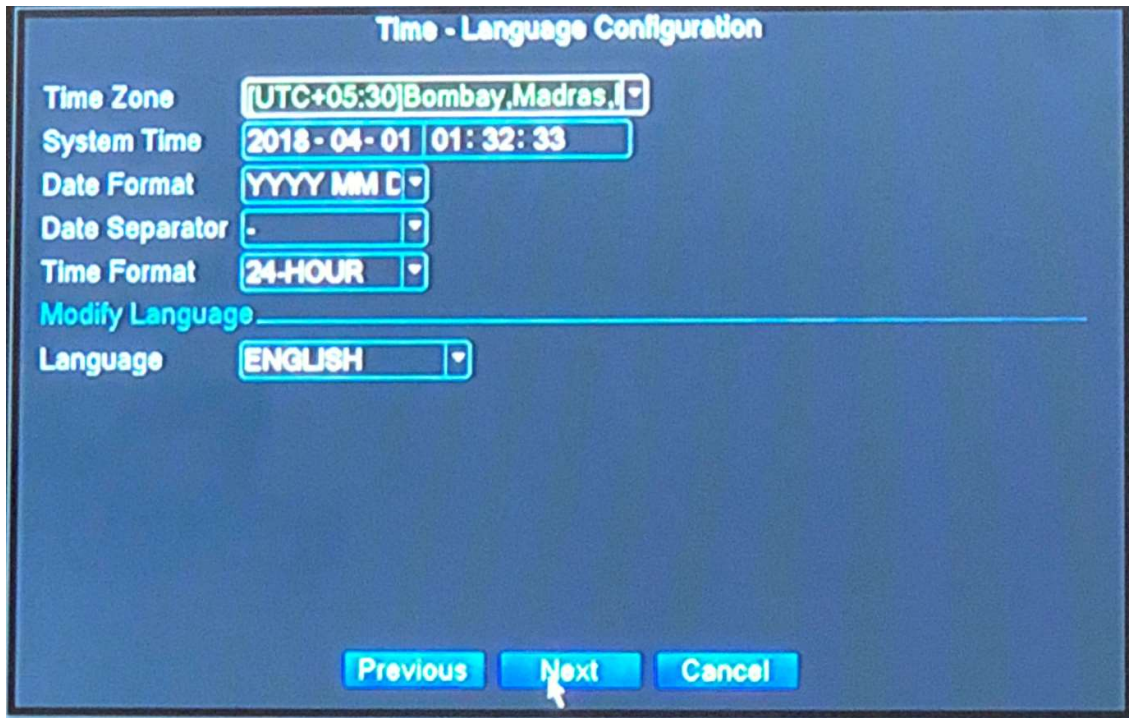 Time - Language Configuration
Time Zone [UTC+05:30]Bombay,Madras,
System Time 2018 - 04 - 01 01 : 32 : 33
Date Format YYYY MM D
Date Separator -
Time Format 24-HOUR
Modify Language
Language ENGLISH
Previous Next Cancel